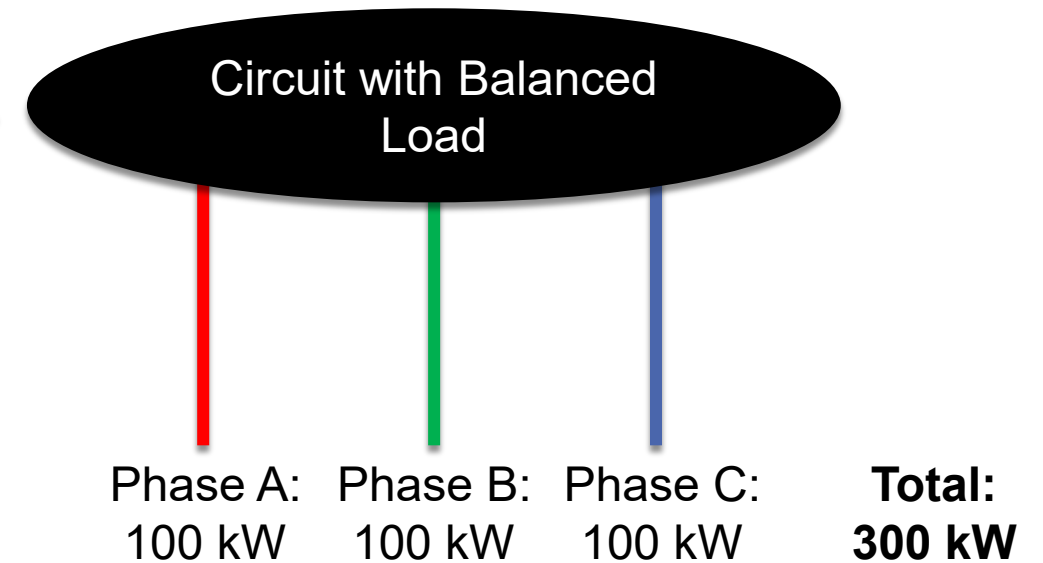 Circuit with Balanced
Load
Phase A:
100 kW
Phase B:
100 kW
Phase C:
100 kW
Total:
300 kW